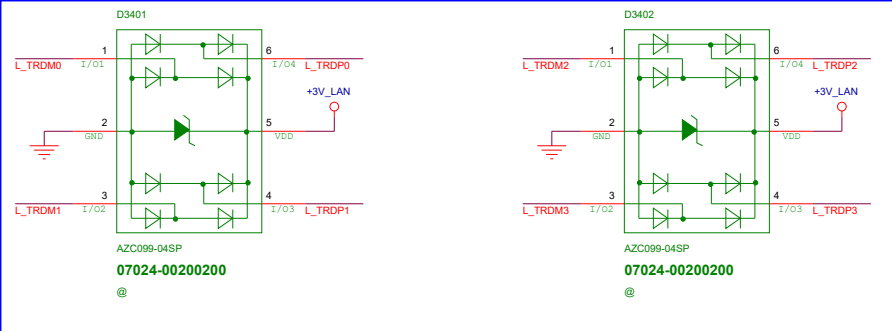 D3401
1
6
L_TRDM0
I/O1
I/O4
L_TRDP0
+3V_LAN
2
5
GND
VDD
3
4
L_TRDM1
I/O2
I/O3
L_TRDP1
AZC099-04SP
07024-00200200
@
D3402
1
6
L_TRDM2
I/O1
I/O4
L_TRDP2
+3V_LAN
2
5
GND
VDD
3
4
L_TRDM3
I/O2
I/O3
L_TRDP3
AZC099-04SP
07024-00200200
@